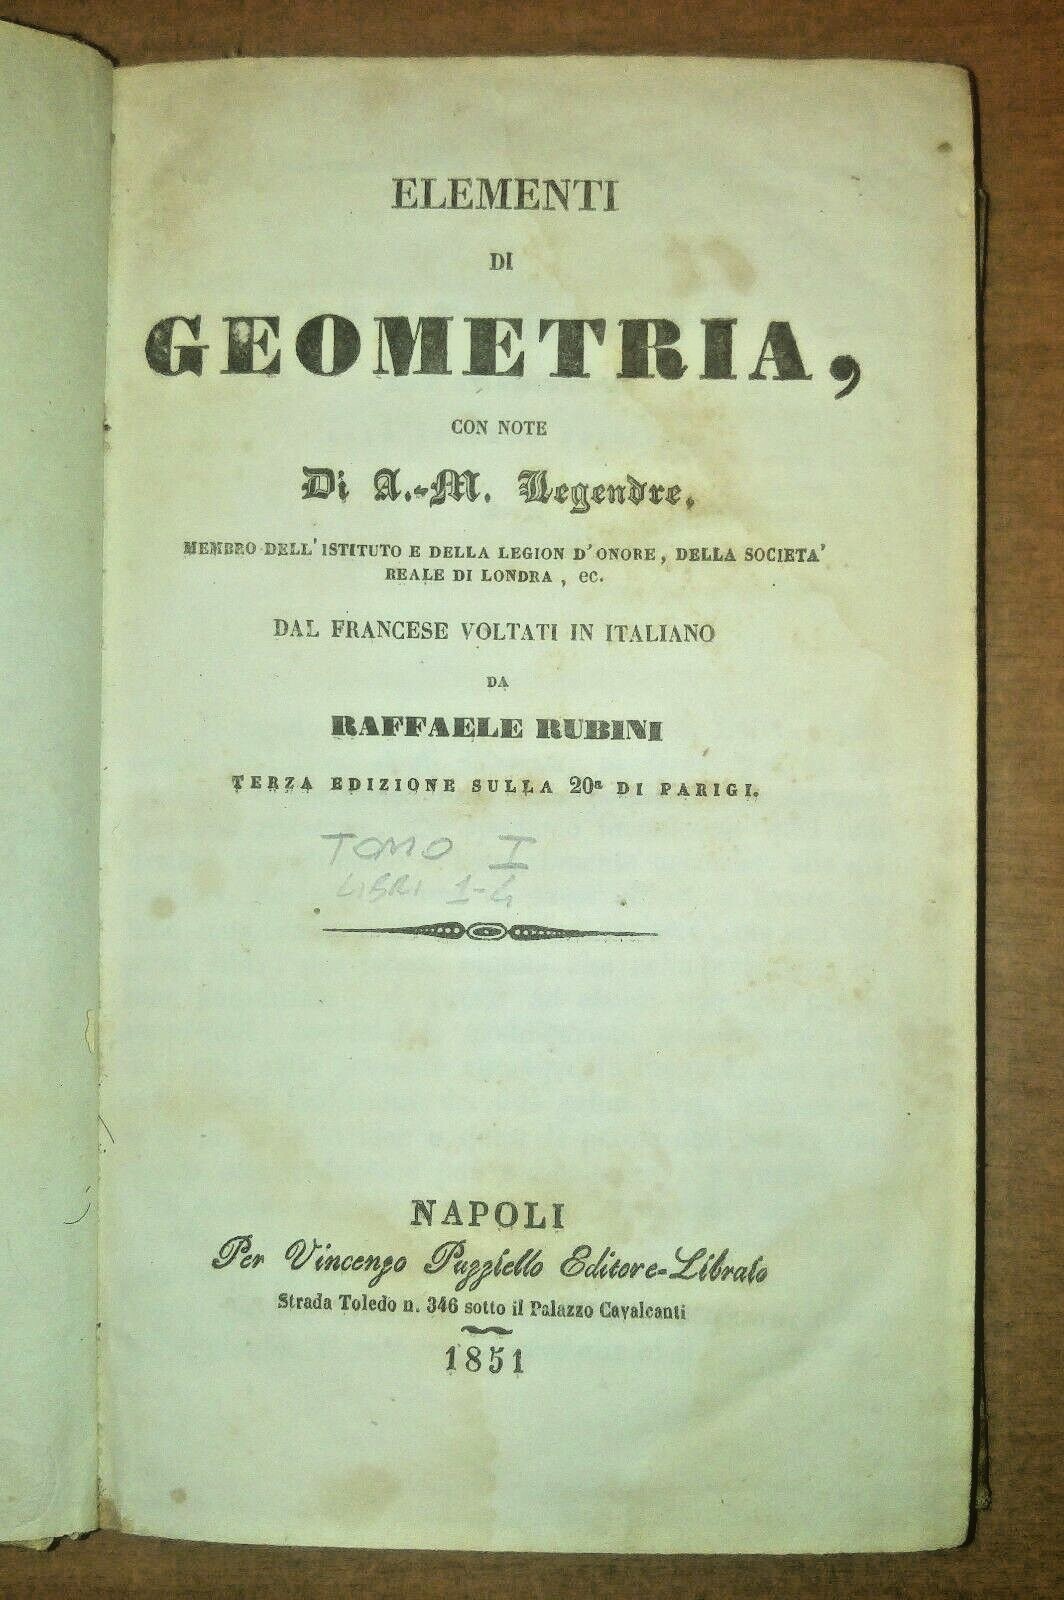 ELEMENTI
DI
GEOMETRIA,
CON NOTE
Di A.-M. Legendre,
MEMBRO DELL' ISTITUTO E DELLA LEGION D' ONORE, DELLA SOCIETA'
REALE DI LONDRA, ec.
DAL FRANCESE VOLTATI IN ITALIANO
DA
RAFFAELE RUBINI
TERZA EDIZIONE SULLA 20ª DI PARIGI.
TOMO I
LIBRI 1-4
NAPOLI
Per Vincenzo Puzziello Editore-Libraio
Strada Toledo n. 346 sotto il Palazzo Cavalcanti
1851